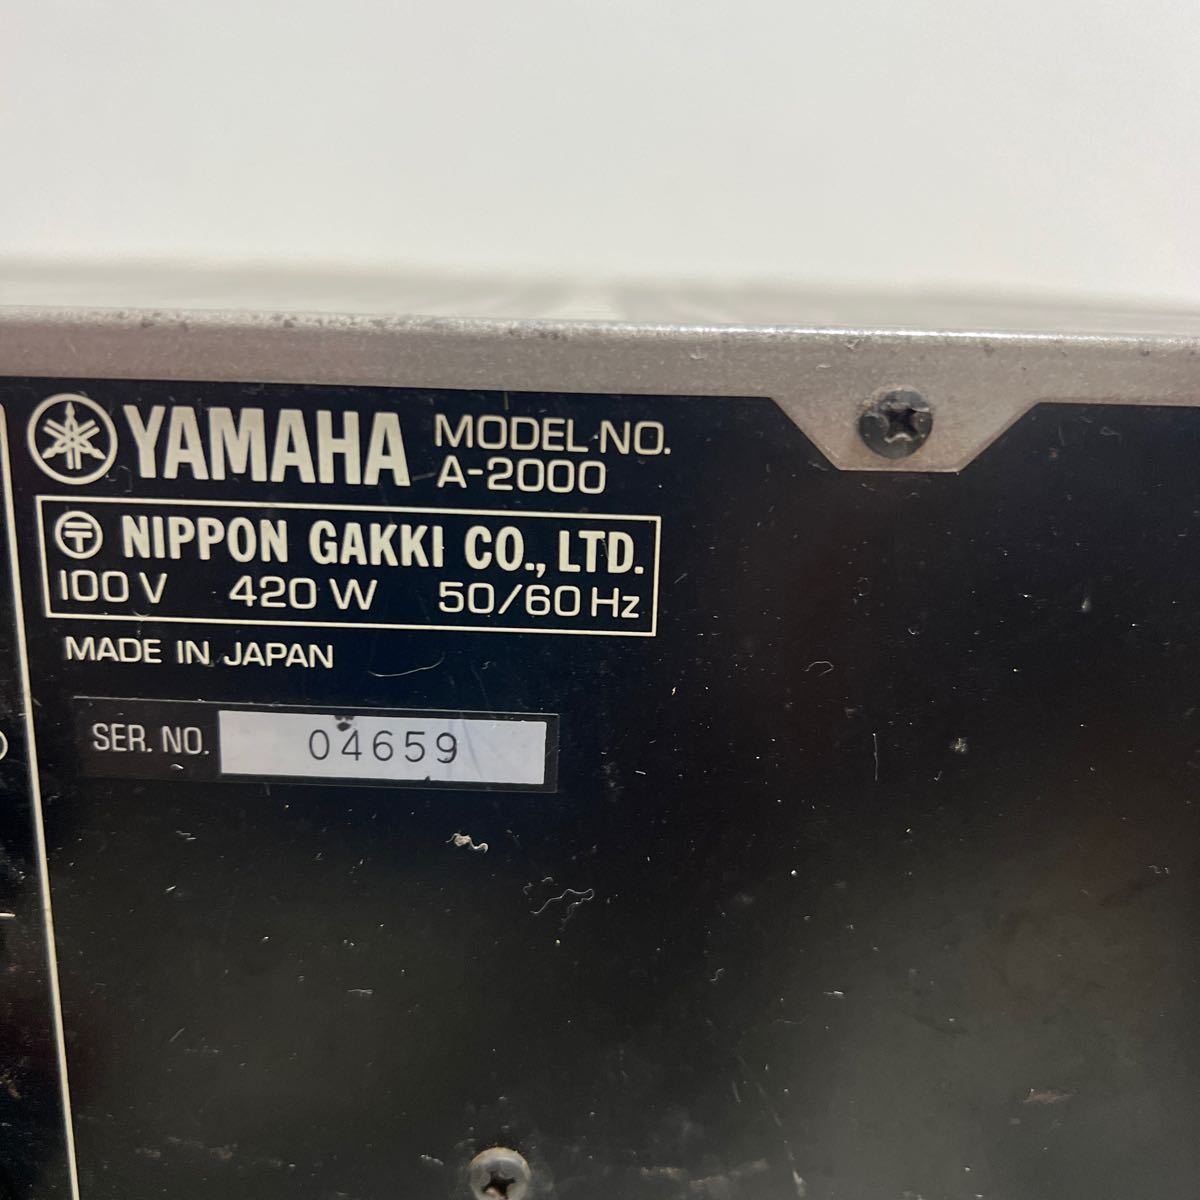 YAMAHA MODEL NO.
A-2000
〒 NIPPON GAKKI CO., LTD.
100 V 420 W 50/60 Hz
MADE IN JAPAN
SER. NO. 04659